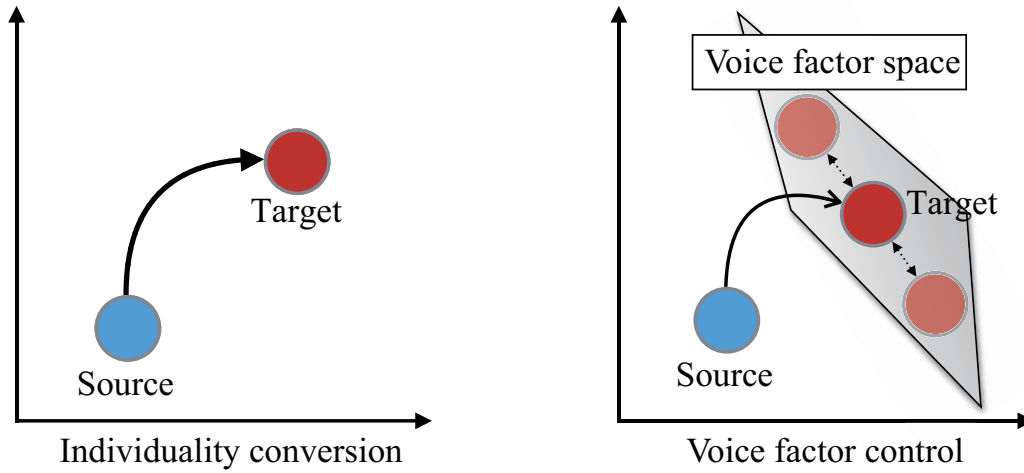 Target
Source
Individuality conversion
Voice factor space
Target
Source
Voice factor control